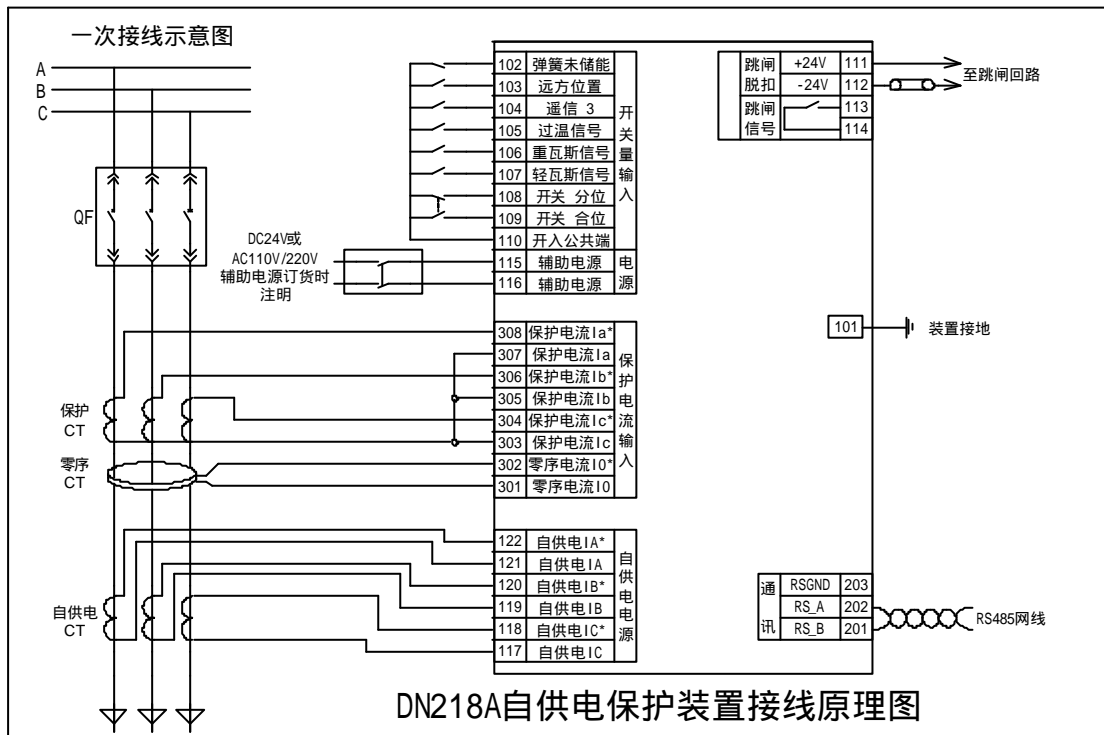 一次接线示意图
A
B
C
QF
102 弹簧未储能
103 远方位置
104 遥信 3
105 过温信号
106 重瓦斯信号
107 轻瓦斯信号
108 开关 分位
109 开关 合位
110 开入公共端
开关量输入
DC24V或
AC110V/220V
辅助电源订货时
注明
115 辅助电源
116 辅助电源
电源
跳闸脱扣
+24V 111
-24V 112
至跳闸回路
跳闸信号
113
114
101
装置接地
308 保护电流Ia*
307 保护电流Ia
306 保护电流Ib*
305 保护电流Ib
304 保护电流Ic*
303 保护电流Ic
302 零序电流I0*
301 零序电流I0
保护电流输入
保护
CT
零序
CT
122 自供电IA*
121 自供电IA
120 自供电IB*
119 自供电IB
118 自供电IC*
117 自供电IC
自供电电源
自供电
CT
通讯
RSGND 203
RS_A 202
RS_B 201
RS485网线
DN218A自供电保护装置接线原理图